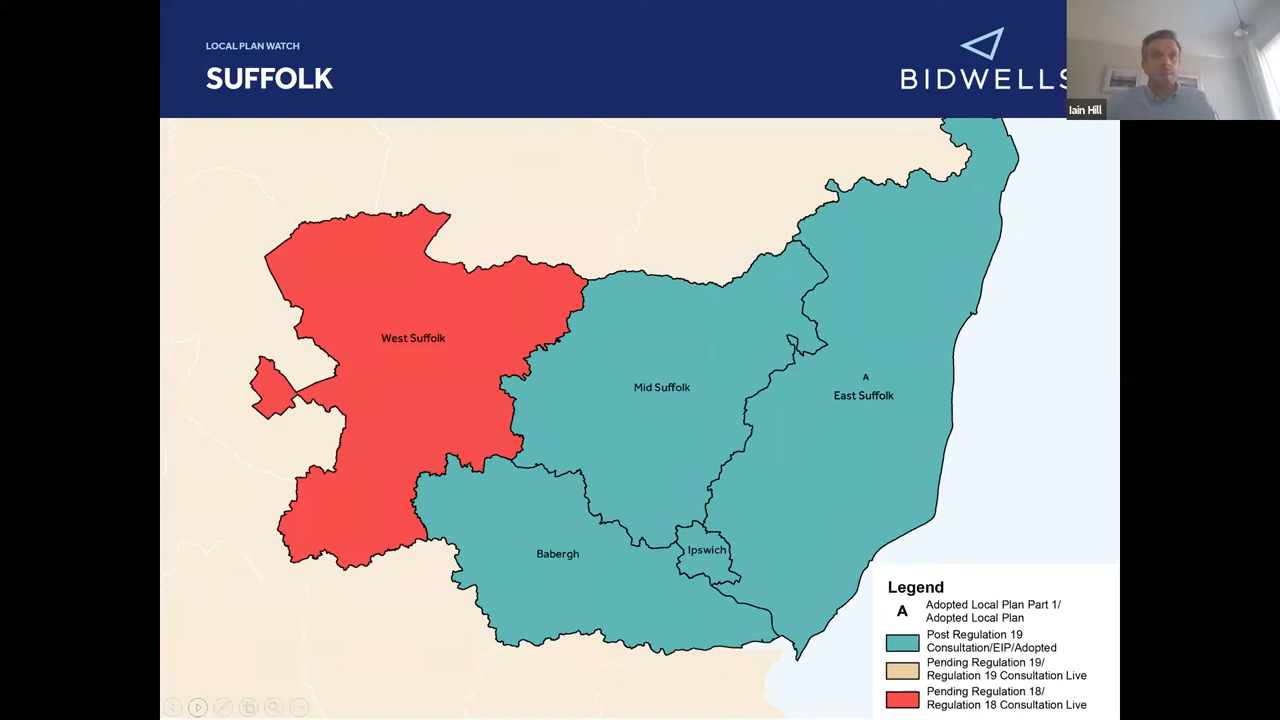 LOCAL PLAN WATCH
SUFFOLK
BIDWELLS
Iain Hill
West Suffolk
Mid Suffolk
A
East Suffolk
Babergh
Ipswich
Legend
A
Adopted Local Plan Part 1/
Adopted Local Plan
Post Regulation 19
Consultation/EIP/Adopted
Pending Regulation 19/
Regulation 19 Consultation Live
Pending Regulation 18/
Regulation 18 Consultation Live